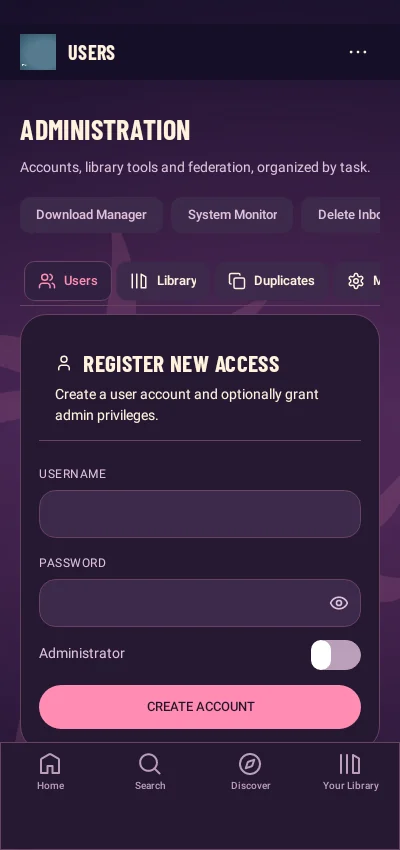 USERS
ADMINISTRATION
Accounts, library tools and federation, organized by task.
Download Manager
System Monitor
Delete Inbo
Users
Library
Duplicates
M
REGISTER NEW ACCESS
Create a user account and optionally grant
admin privileges.
USERNAME
PASSWORD
Administrator
CREATE ACCOUNT
Home
Search
Discover
Your Library